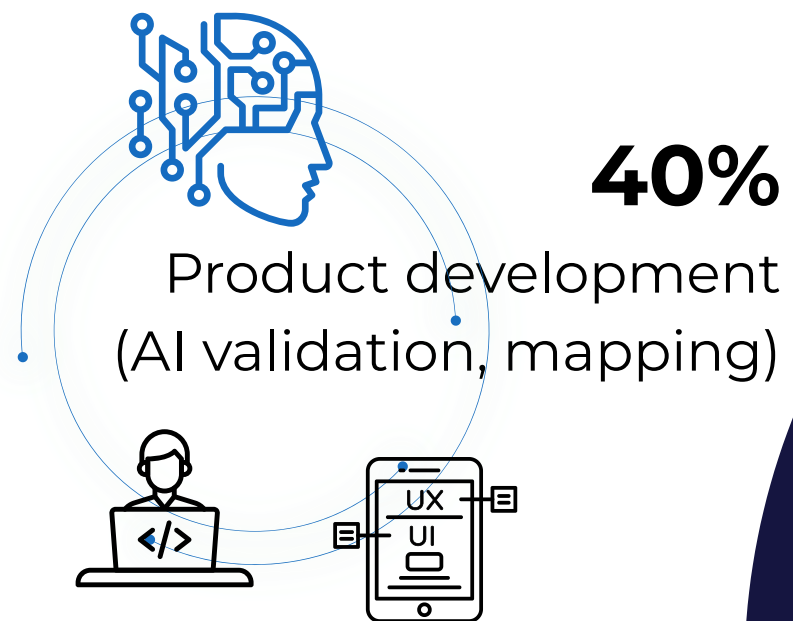 40%
Product development
(AI validation, mapping)
</>
UX
UI